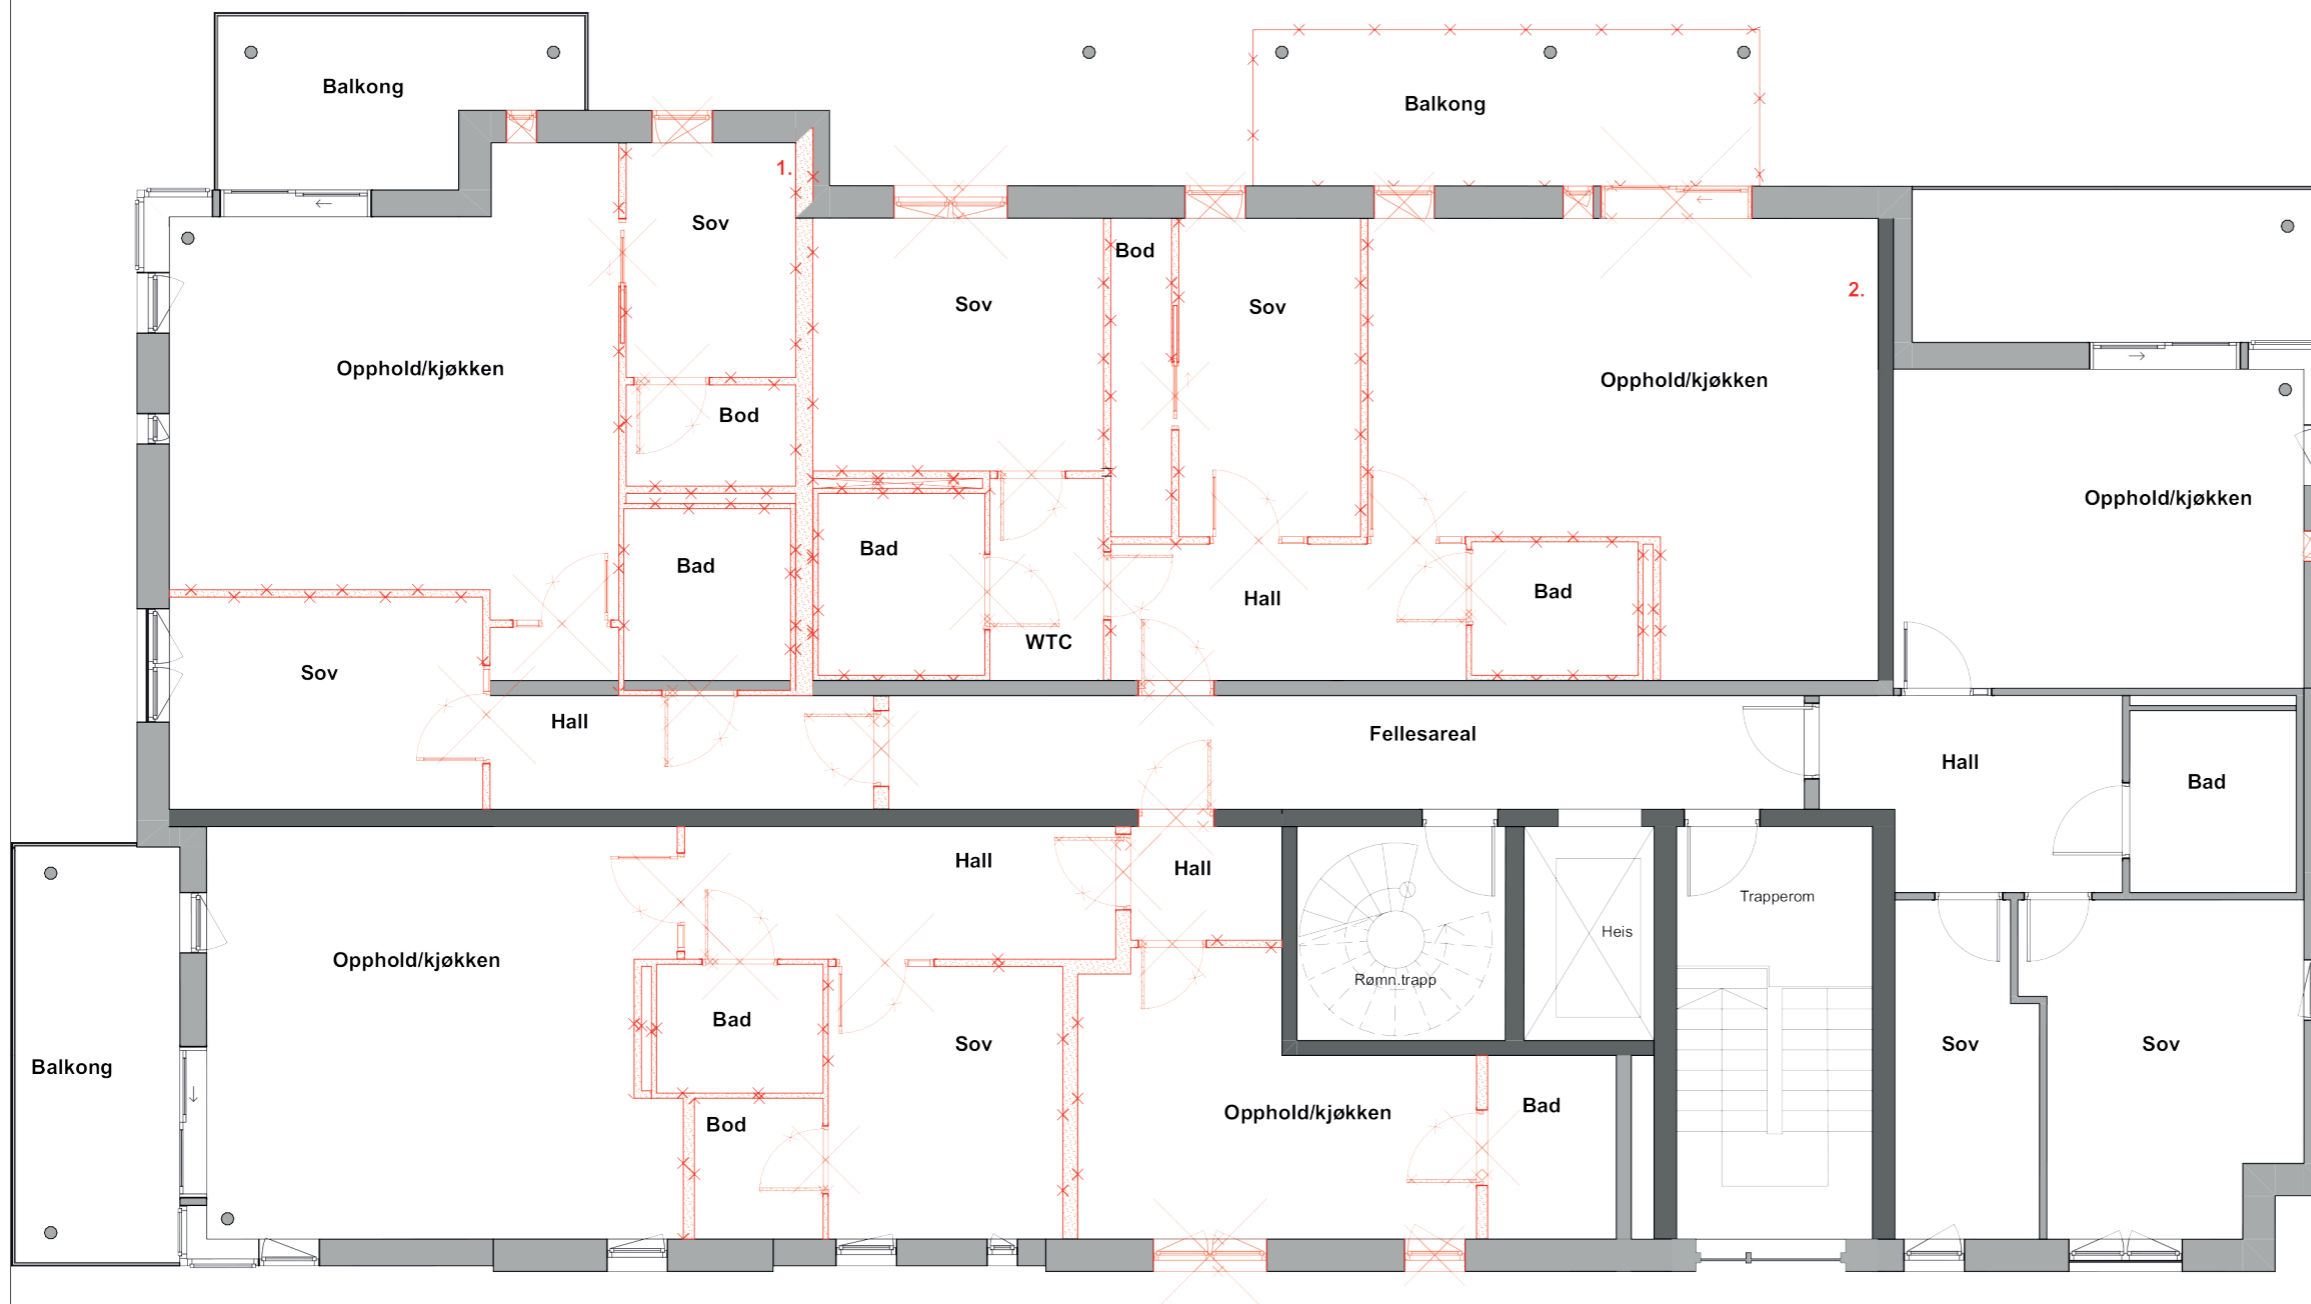 Balkong
Balkong
1.
Sov
Bod
Sov
Sov
2.
Opphold/kjøkken
Opphold/kjøkken
Bod
Opphold/kjøkken
Bad
Bad
Bad
Hall
WTC
Sov
Hall
Fellesareal
Hall
Bad
Hall
Hall
Trapperom
Heis
Opphold/kjøkken
Rømn.trapp
Bad
Sov
Sov
Sov
Balkong
Bad
Opphold/kjøkken
Bod